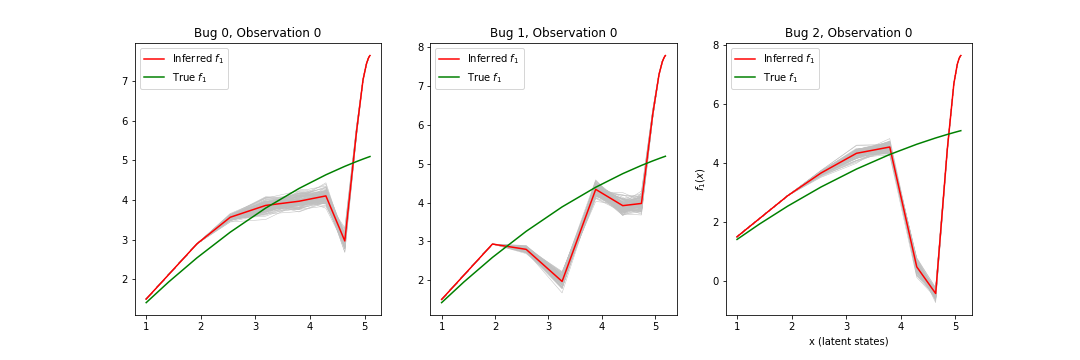 Bug 0, Observation 0
Inferred f₁
True f₁
7
6
5
4
3
2
1 2 3 4 5
Bug 1, Observation 0
Inferred f₁
True f₁
8
7
6
5
4
3
2
1 2 3 4 5
Bug 2, Observation 0
Inferred f₁
True f₁
f₁(x)
8
6
4
2
0
1 2 3 4 5
x (latent states)